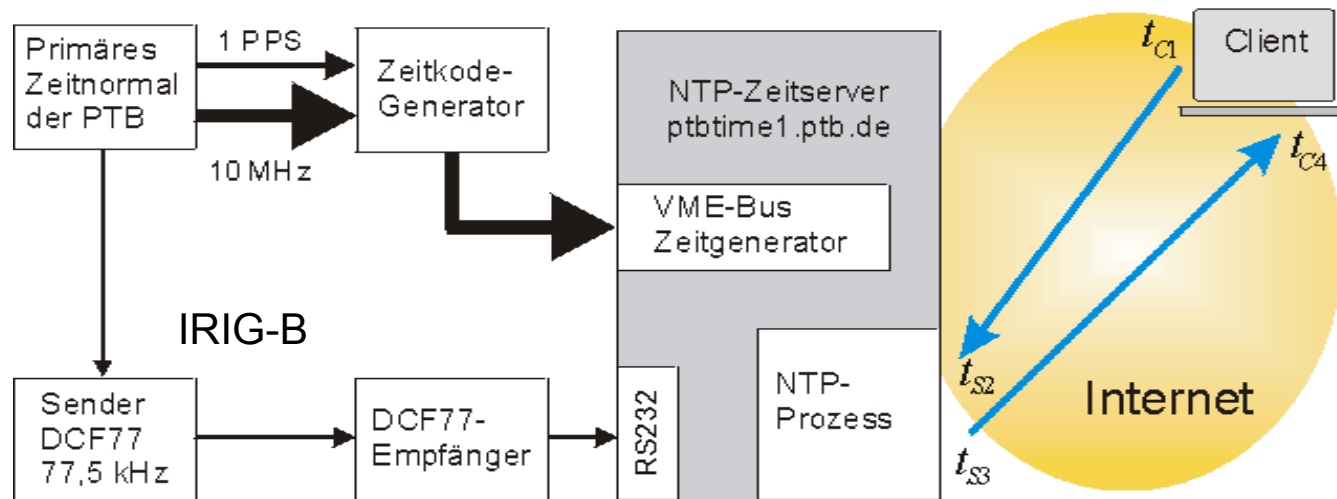 Primäres
Zeitnormal
der PTB
1 PPS
10 MHz
Zeitkode-
Generator
NTP-Zeitserver
ptbtime1.ptb.de
VME-Bus
Zeitgenerator
IRIG-B
Sender
DCF77
77,5 kHz
DCF77-
Empfänger
RS232
NTP-
Prozess
Client
tC1
tC4
tS2
tS3
Internet